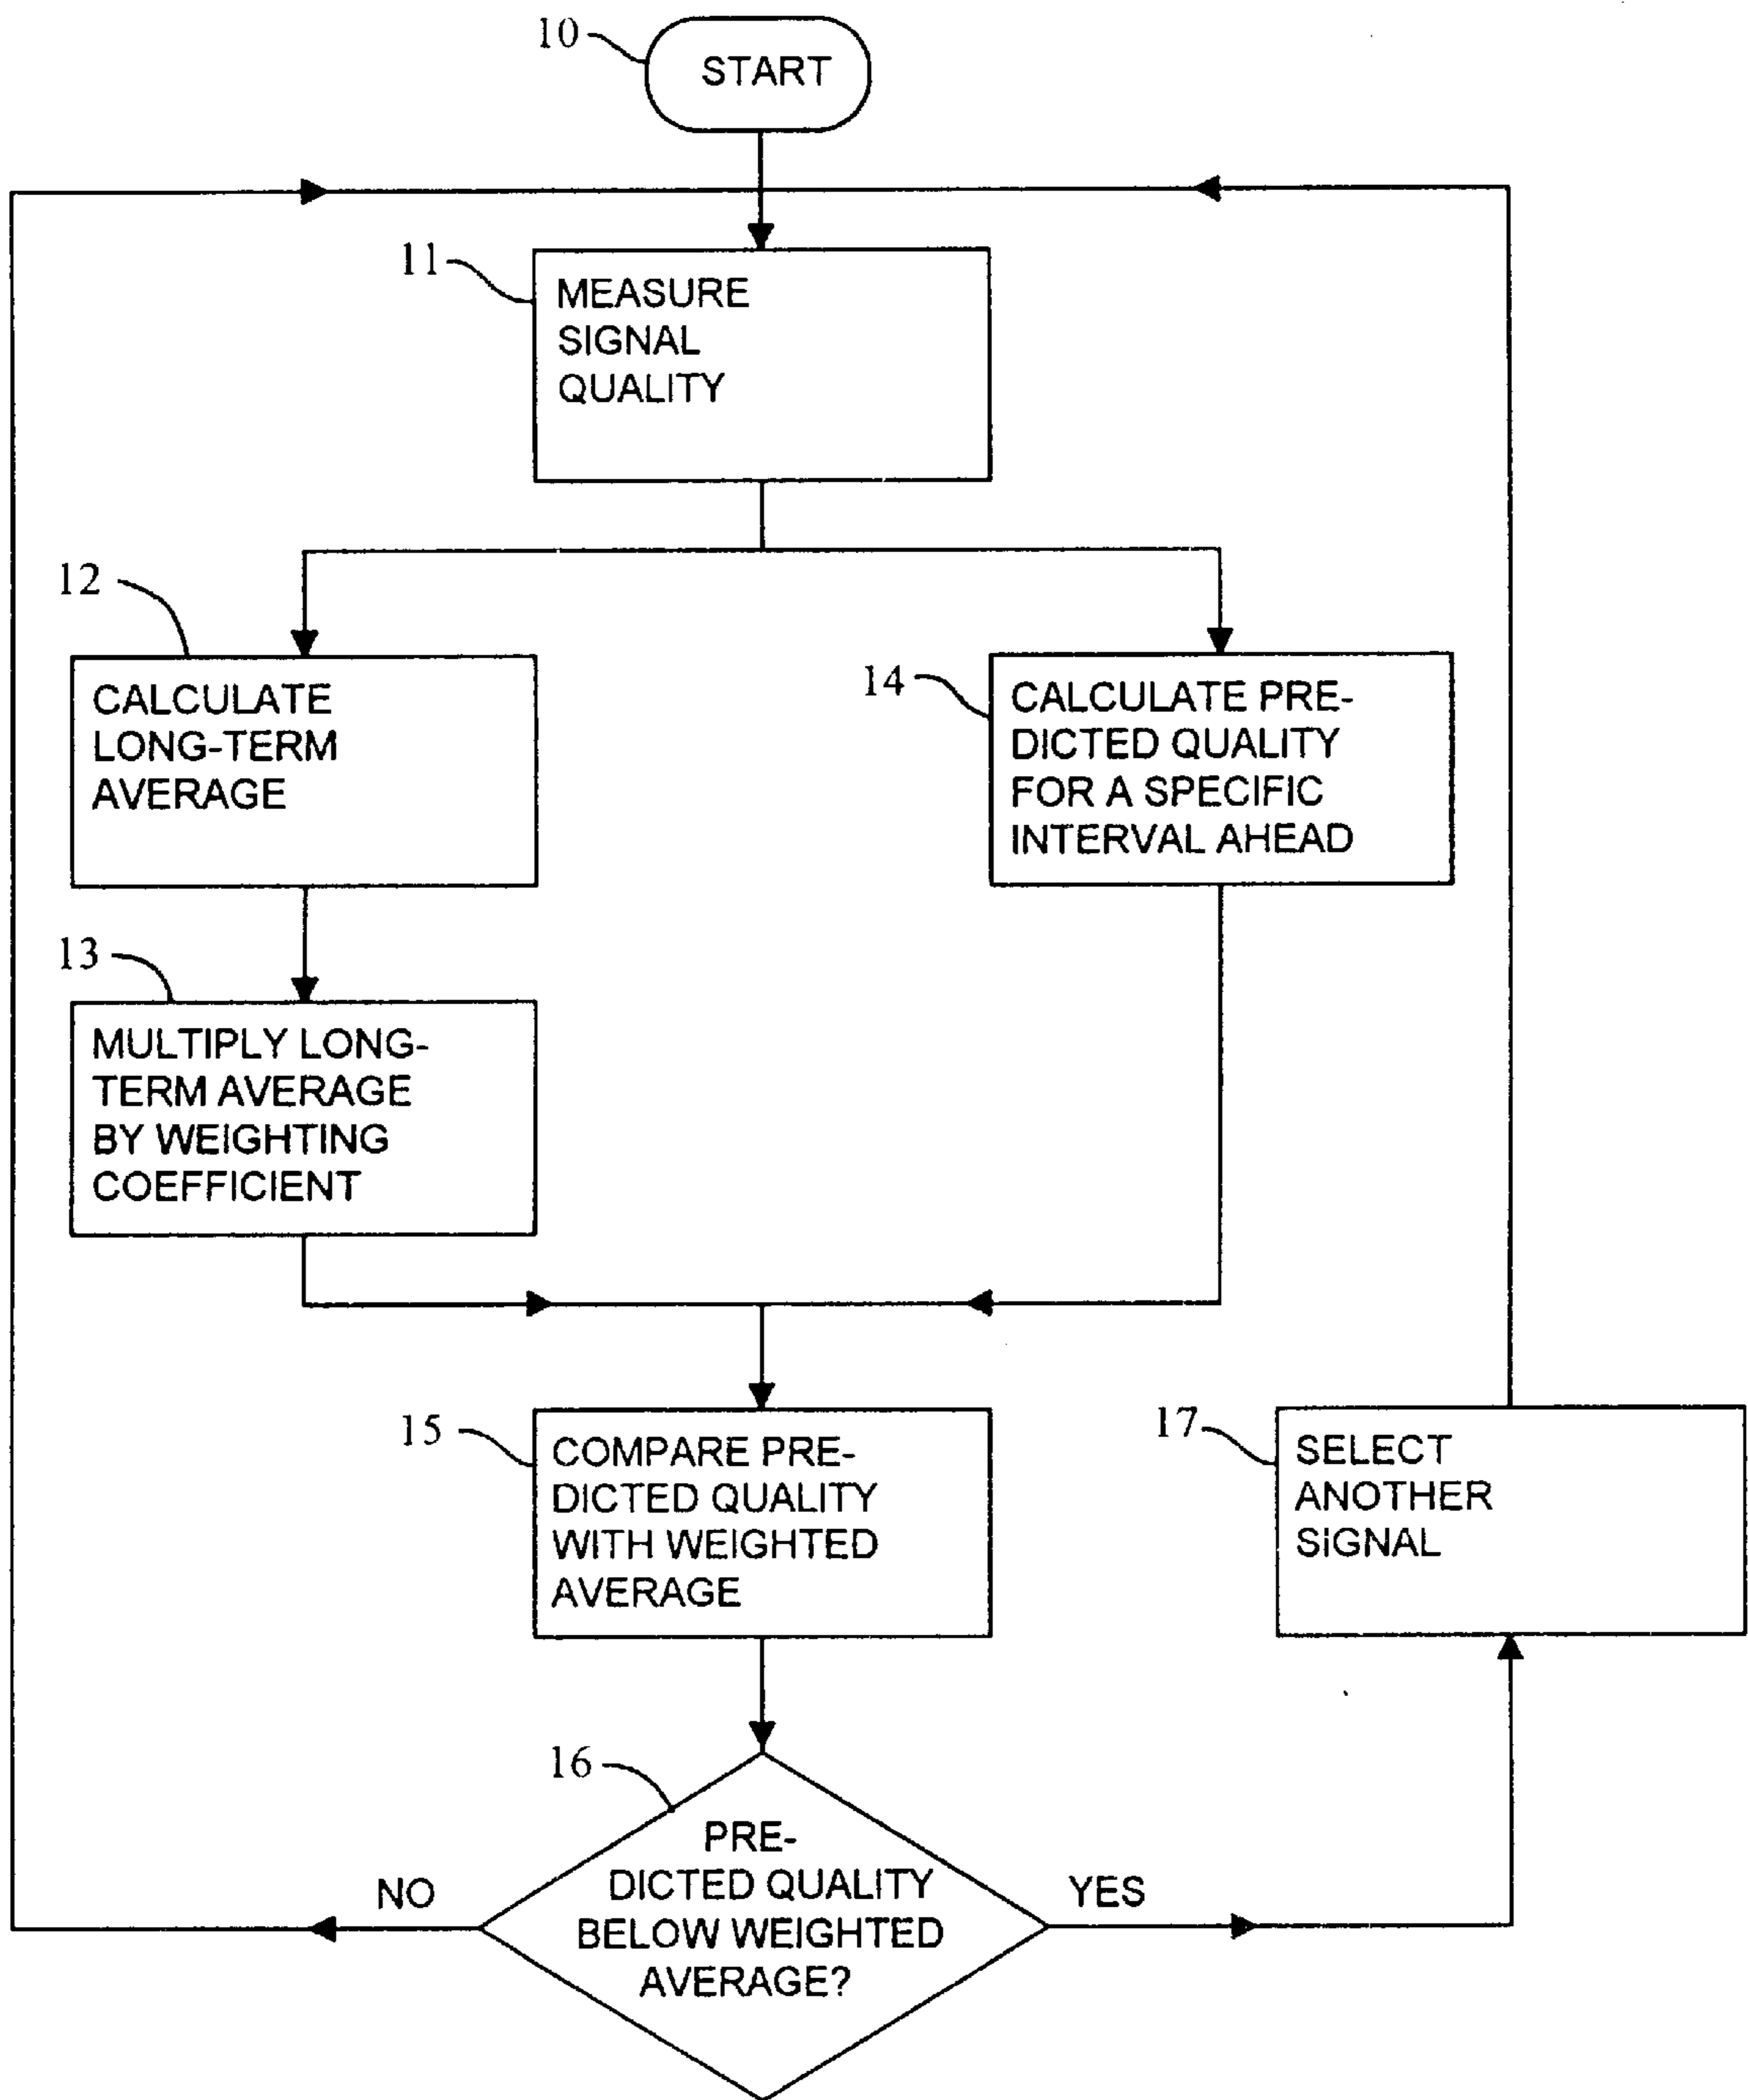 10
START
11
MEASURE
SIGNAL
QUALITY
12
CALCULATE
LONG-TERM
AVERAGE
14
CALCULATE PRE-
DICTED QUALITY
FOR A SPECIFIC
INTERVAL AHEAD
13
MULTIPLY LONG-
TERM AVERAGE
BY WEIGHTING
COEFFICIENT
15
COMPARE PRE-
DICTED QUALITY
WITH WEIGHTED
AVERAGE
17
SELECT
ANOTHER
SIGNAL
16
PRE-
DICTED QUALITY
BELOW WEIGHTED
AVERAGE?
NO
YES